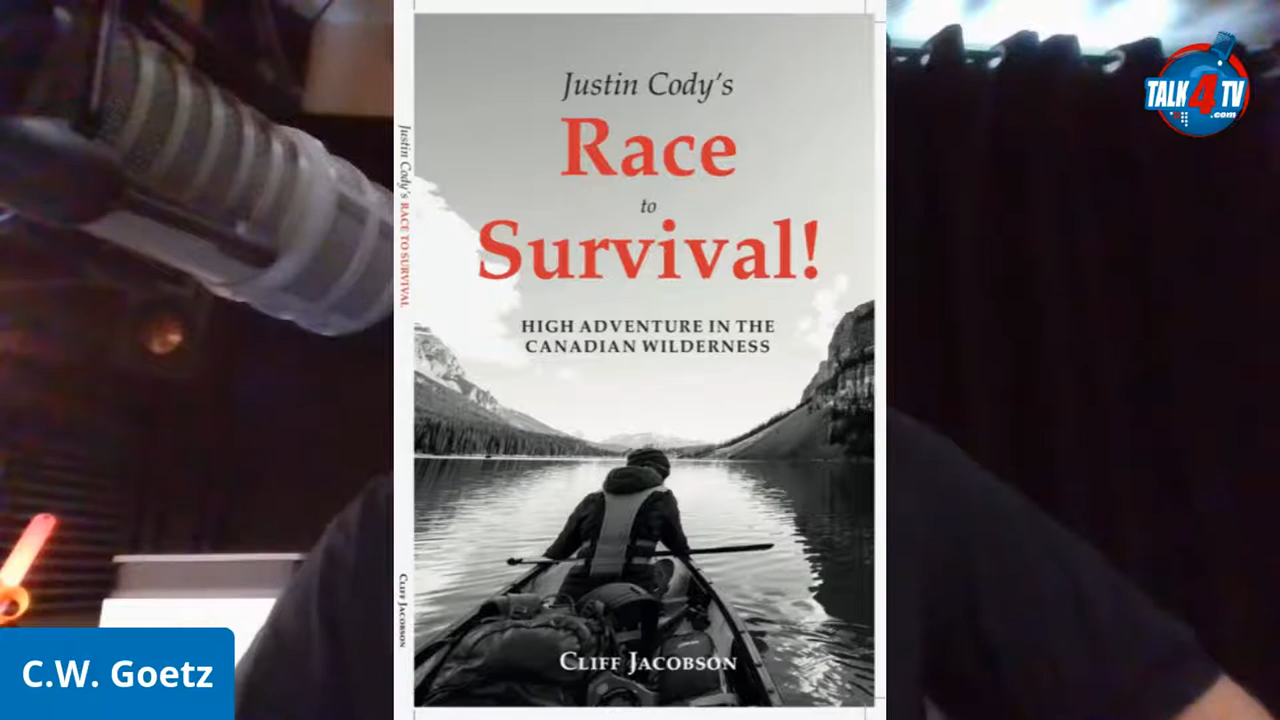 Justin Cody's
Race
to
Survival!
HIGH ADVENTURE IN THE
CANADIAN WILDERNESS
CLIFF JACOBSON
Justin Cody's RACE TO SURVIVAL
CLIFF JACOBSON
TALK4TV
.com
C.W. Goetz